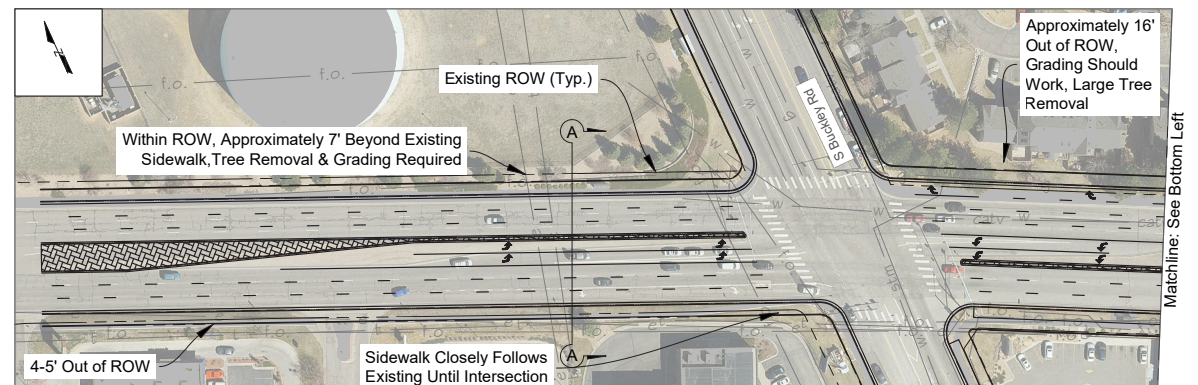 Approximately 16'
Out of ROW,
Grading Should
Work, Large Tree
Removal
Existing ROW (Typ.)
Within ROW, Approximately 7' Beyond Existing
Sidewalk,Tree Removal & Grading Required
A
S Buckley Rd
Matchline: See Bottom Left
4-5' Out of ROW
Sidewalk Closely Follows
Existing Until Intersection
A
f.o.
f.o.
f.o.
f.o.
f.o.
f.o.
w
w
w
w
catv
w
stm